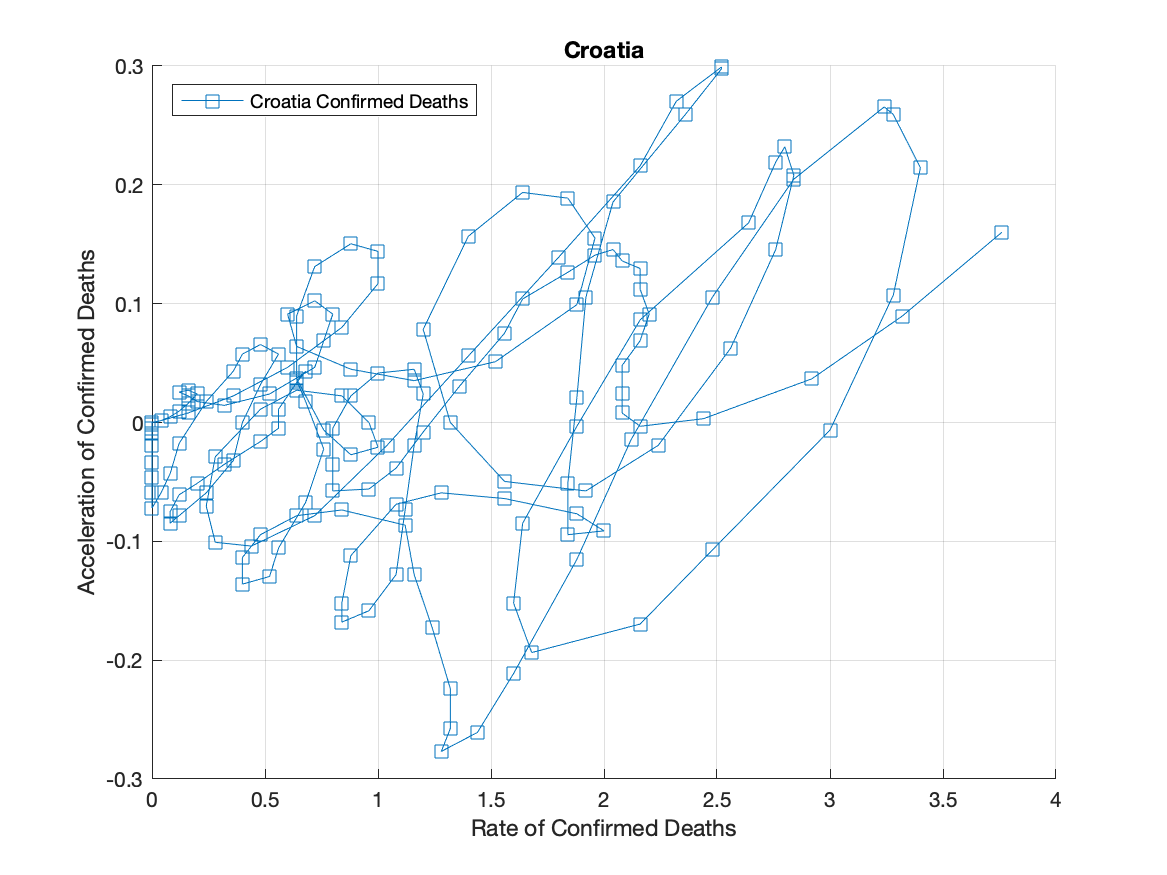 Croatia
Croatia Confirmed Deaths
0.3
0.2
0.1
0
-0.1
-0.2
-0.3
Acceleration of Confirmed Deaths
0 0.5 1 1.5 2 2.5 3 3.5 4
Rate of Confirmed Deaths